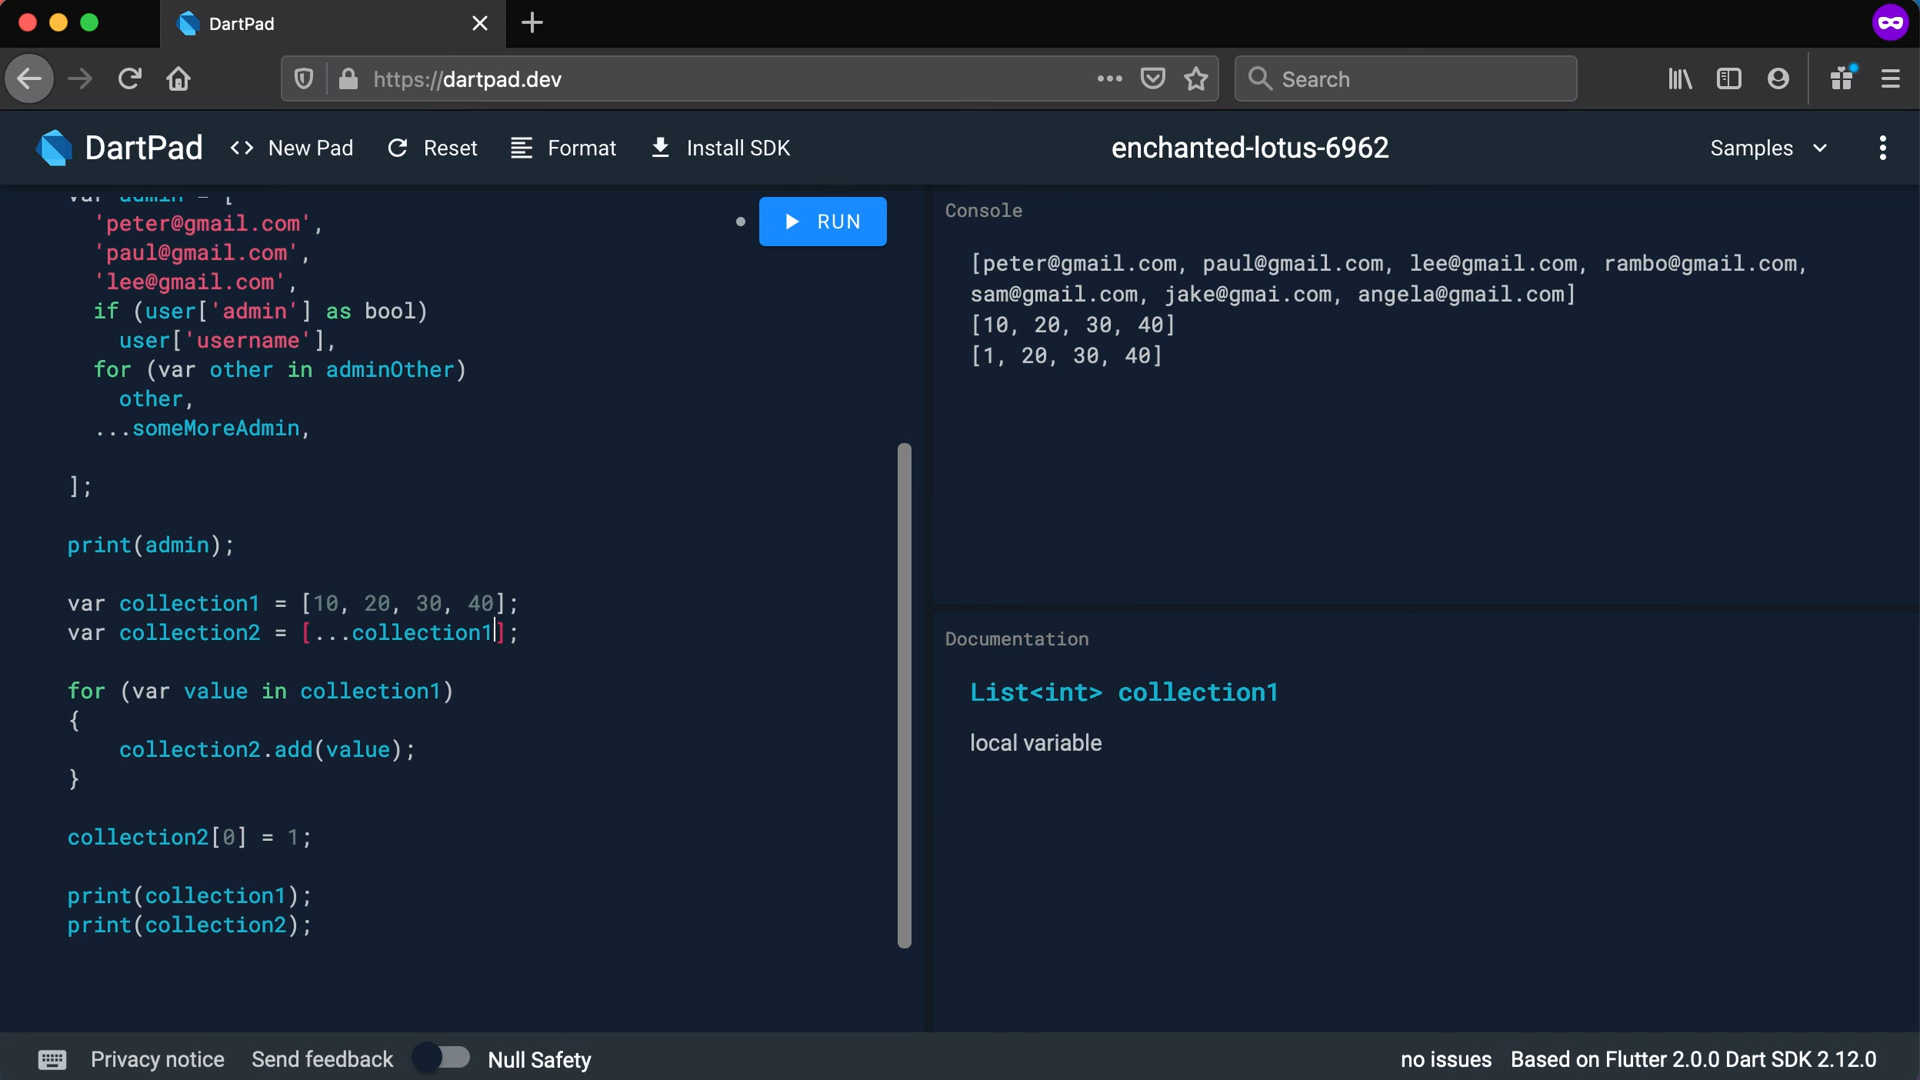 DartPad
https://dartpad.dev
Search
DartPad
New Pad
Reset
Format
Install SDK
enchanted-lotus-6962
Samples
var admin = [
'peter@gmail.com',
'paul@gmail.com',
'lee@gmail.com',
if (user['admin'] as bool)
user['username'],
for (var other in adminOther)
other,
...someMoreAdmin,
];
print(admin);
var collection1 = [10, 20, 30, 40];
var collection2 = [...collection1];
for (var value in collection1)
{
collection2.add(value);
}
collection2[0] = 1;
print(collection1);
print(collection2);
RUN
Console
[peter@gmail.com, paul@gmail.com, lee@gmail.com, rambo@gmail.com,
sam@gmail.com, jake@gmai.com, angela@gmail.com]
[10, 20, 30, 40]
[1, 20, 30, 40]
Documentation
List<int> collection1
local variable
Privacy notice
Send feedback
Null Safety
no issues
Based on Flutter 2.0.0 Dart SDK 2.12.0